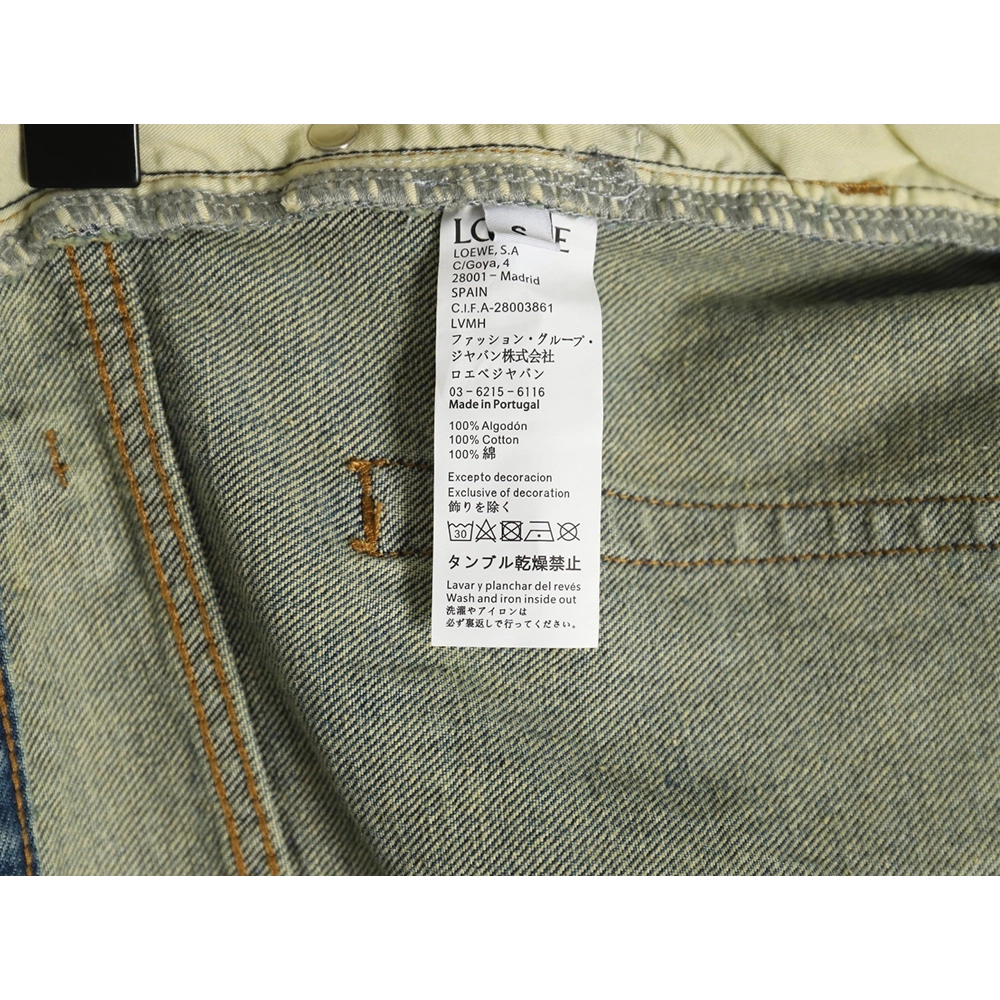 LOEWE
LOEWE, S.A
C/Goya, 4
28001 – Madrid
SPAIN
C.I.F.A-28003861
LVMH
ファッション・グループ・
ジャバン株式会社
ロエベジャバン
03 – 6215 – 6116
Made in Portugal
100% Algodón
100% Cotton
100% 綿
Excepto decoracion
Exclusive of decoration
飾りを除く
30
タンブル乾燥禁止
Lavar y planchar del revés
Wash and iron inside out
洗濯やアイロンは
必ず裏返しで行ってください。